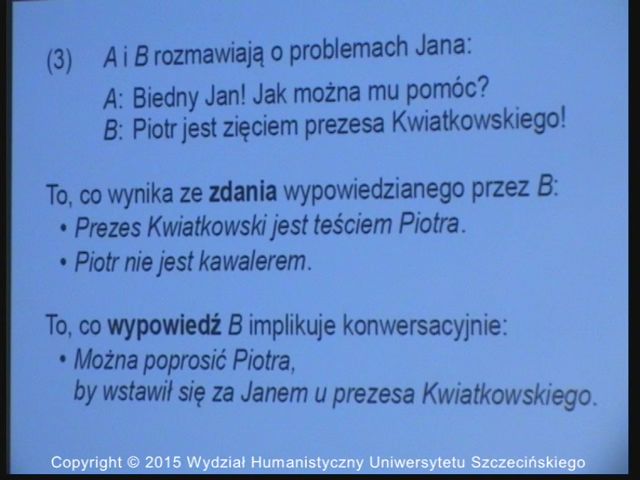 (3) A i B rozmawiają o problemach Jana:
A: Biedny Jan! Jak można mu pomóc?
B: Piotr jest zięciem prezesa Kwiatkowskiego!
To, co wynika ze zdania wypowiedzianego przez B:
• Prezes Kwiatkowski jest teściem Piotra.
• Piotr nie jest kawalerem.
To, co wypowiedź B implikuje konwersacyjnie:
• Można poprosić Piotra,
by wstawił się za Janem u prezesa Kwiatkowskiego.
Copyright © 2015 Wydział Humanistyczny Uniwersytetu Szczecińskiego